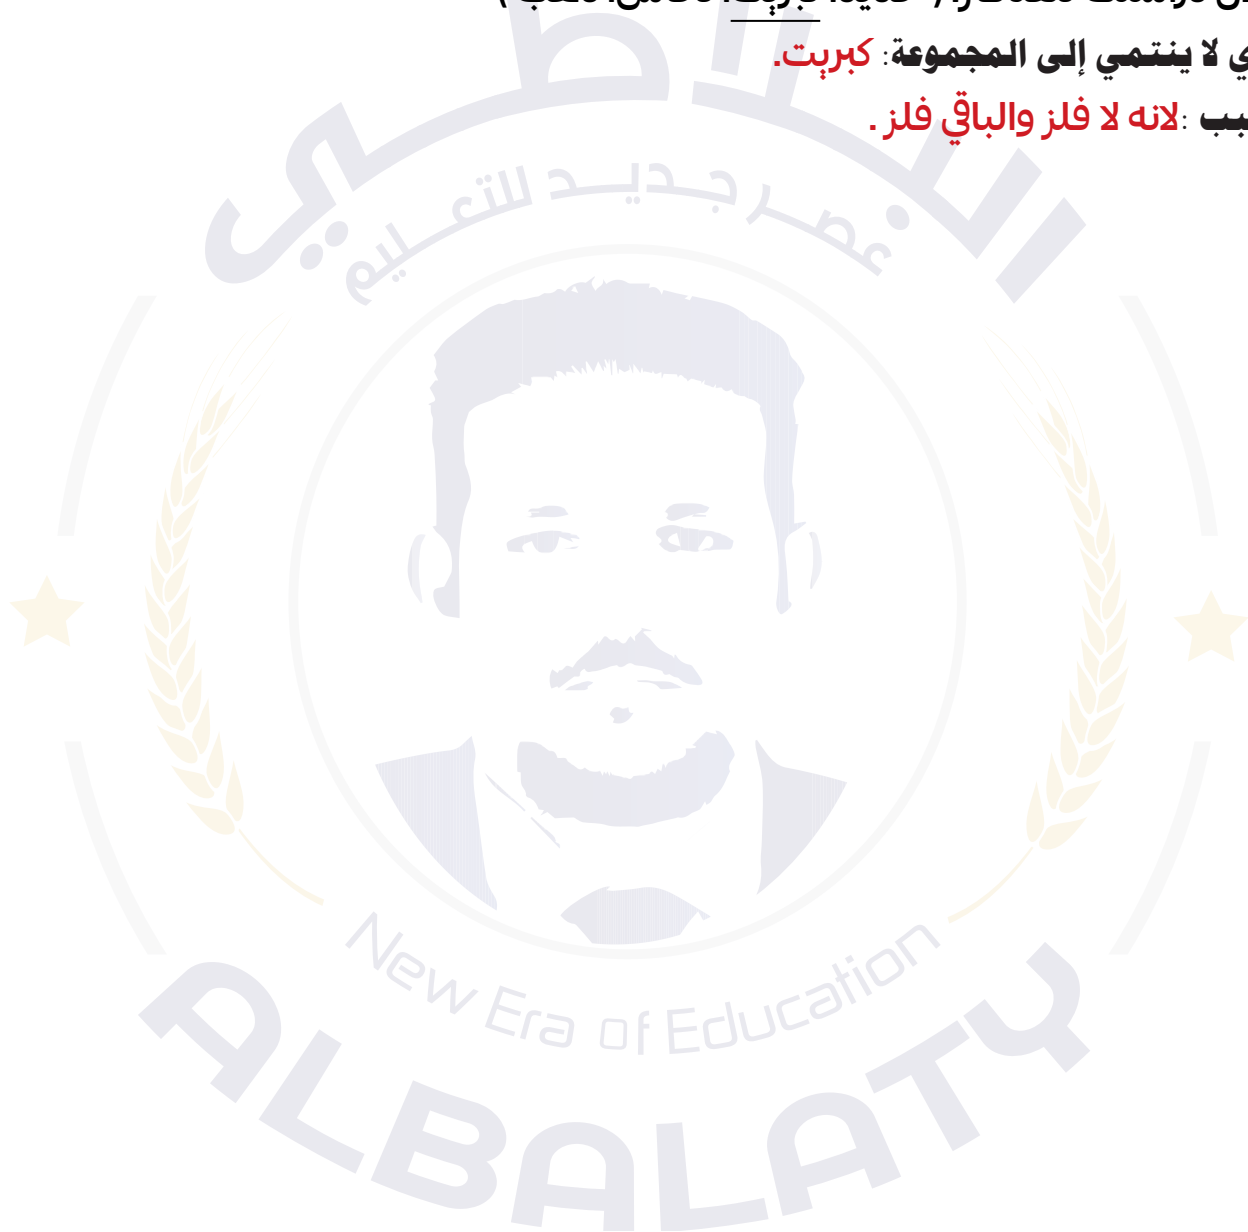 ي لا ينتمي إلى المجموعة: كبريت.
بب :لانه لا فلز والباقي فلز .
البلاطي
عصر جديد للتعليم
New Era of Education
ALBALATY